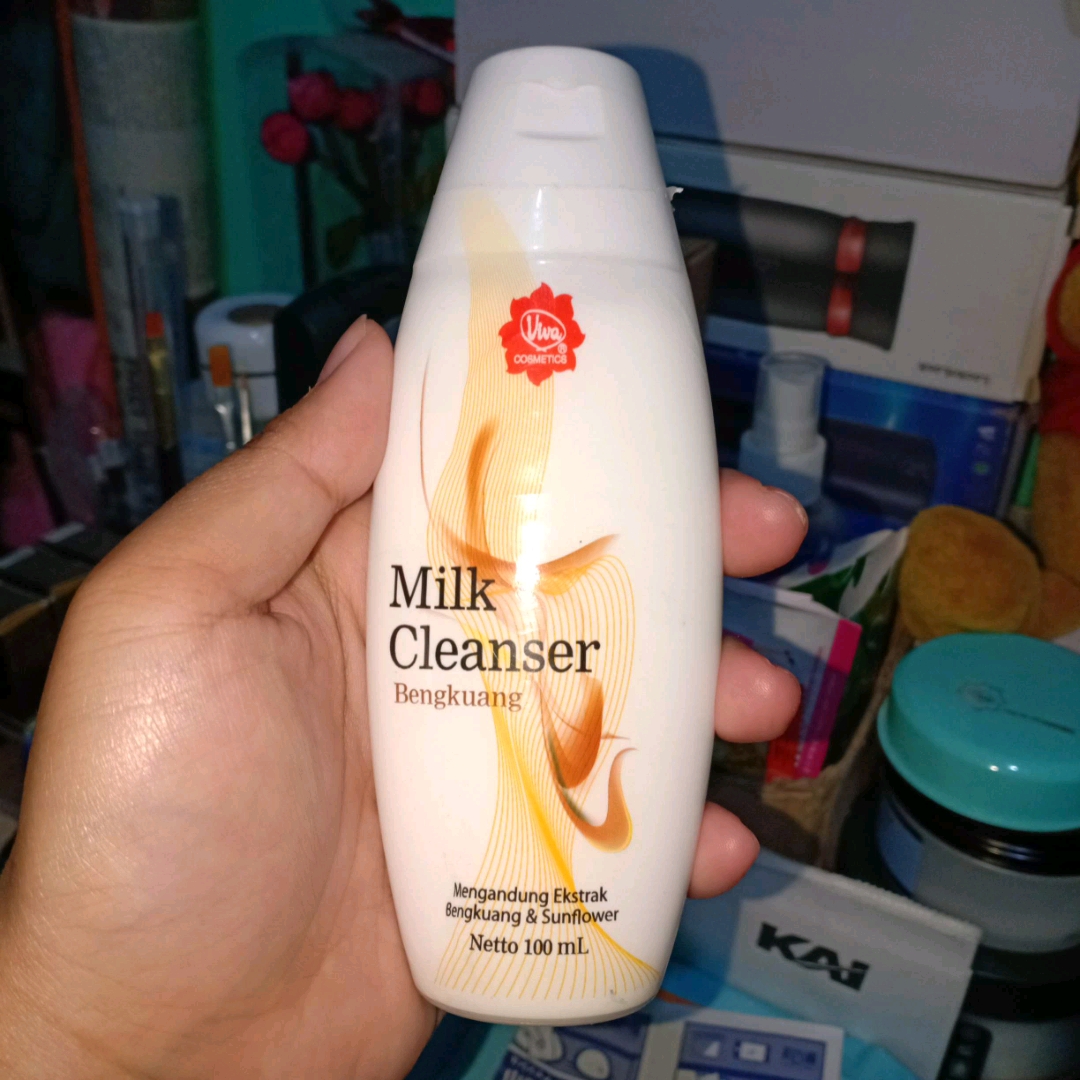 Viva
COSMETICS
Milk
Cleanser
Bengkuang
Mengandung Ekstrak
Bengkuang & Sunflower
Netto 100 mL
KAI